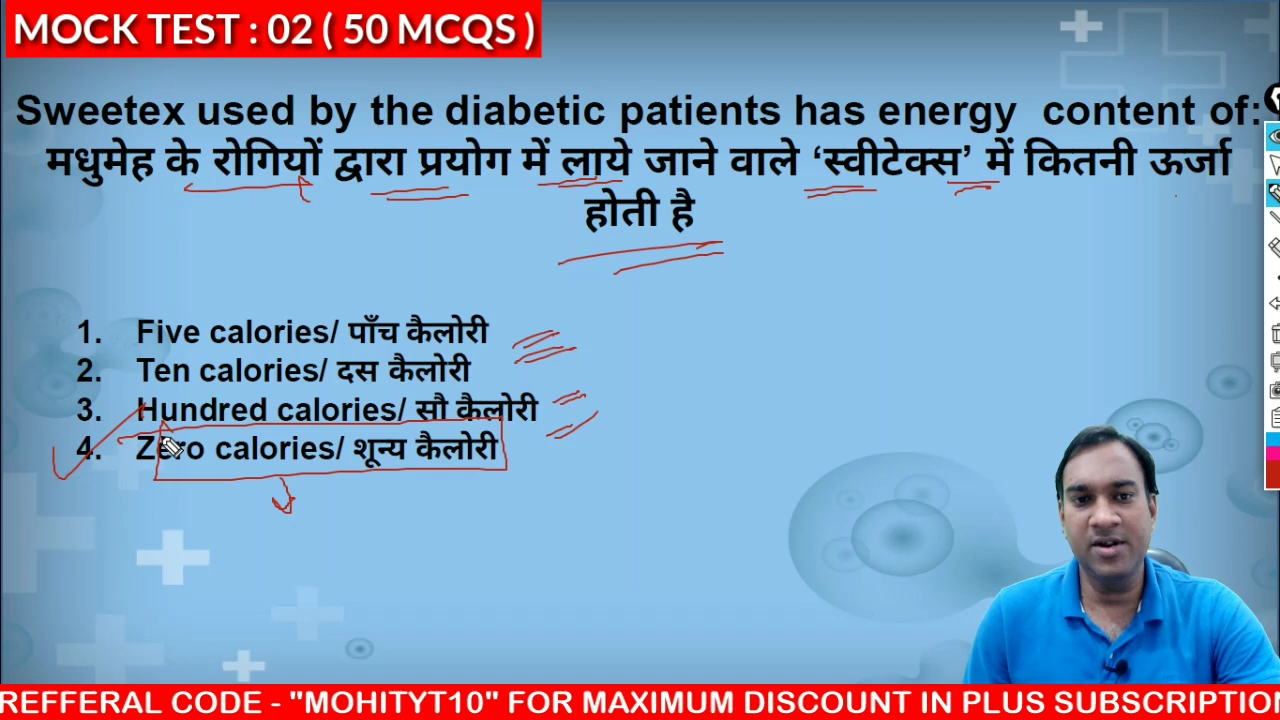 MOCK TEST : 02 ( 50 MCQS )
Sweetex used by the diabetic patients has energy content of:
मधुमेह के रोगियों द्वारा प्रयोग में लाये जाने वाले ‘स्वीटेक्स’ में कितनी ऊर्जा
होती है
1. Five calories/ पाँच कैलोरी
2. Ten calories/ दस कैलोरी
3. Hundred calories/ सौ कैलोरी
4. Zero calories/ शून्य कैलोरी
REFFERAL CODE - "MOHITYT10" FOR MAXIMUM DISCOUNT IN PLUS SUBSCRIPTION